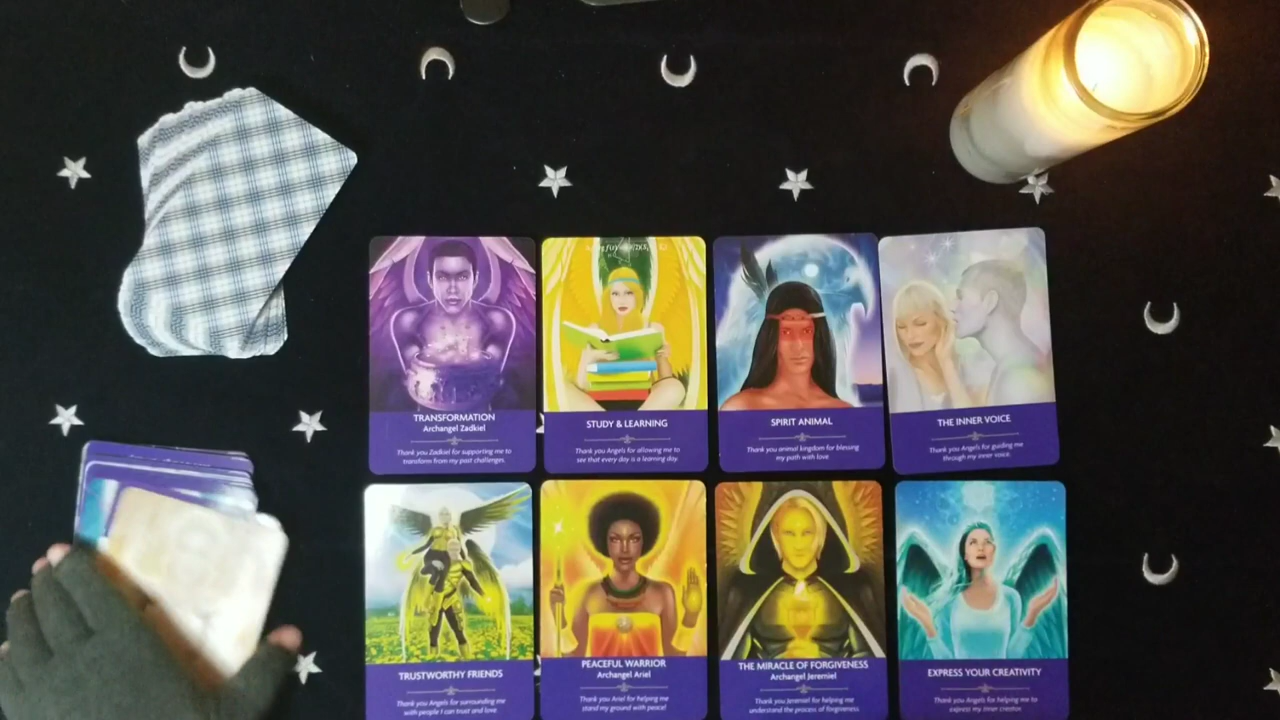 TRANSFORMATION
Archangel Zadkiel
Thank you Zadkiel for supporting me to
transform from my past challenges.
STUDY & LEARNING
Thank you Angels for allowing me to
see that every day is a learning day.
SPIRIT ANIMAL
Thank you animal kingdom for blessing
my path with love.
THE INNER VOICE
Thank you Angels for guiding me
through my inner voice.
TRUSTWORTHY FRIENDS
Thank you Angels for surrounding me
with people I can trust and love.
PEACEFUL WARRIOR
Archangel Ariel
Thank you Ariel for helping me
stand my ground with peace!
THE MIRACLE OF FORGIVENESS
Archangel Jeremiel
Thank you Jeremiel for helping me
understand the process of forgiveness.
EXPRESS YOUR CREATIVITY
Thank you Angels for helping me to
express my inner creator.